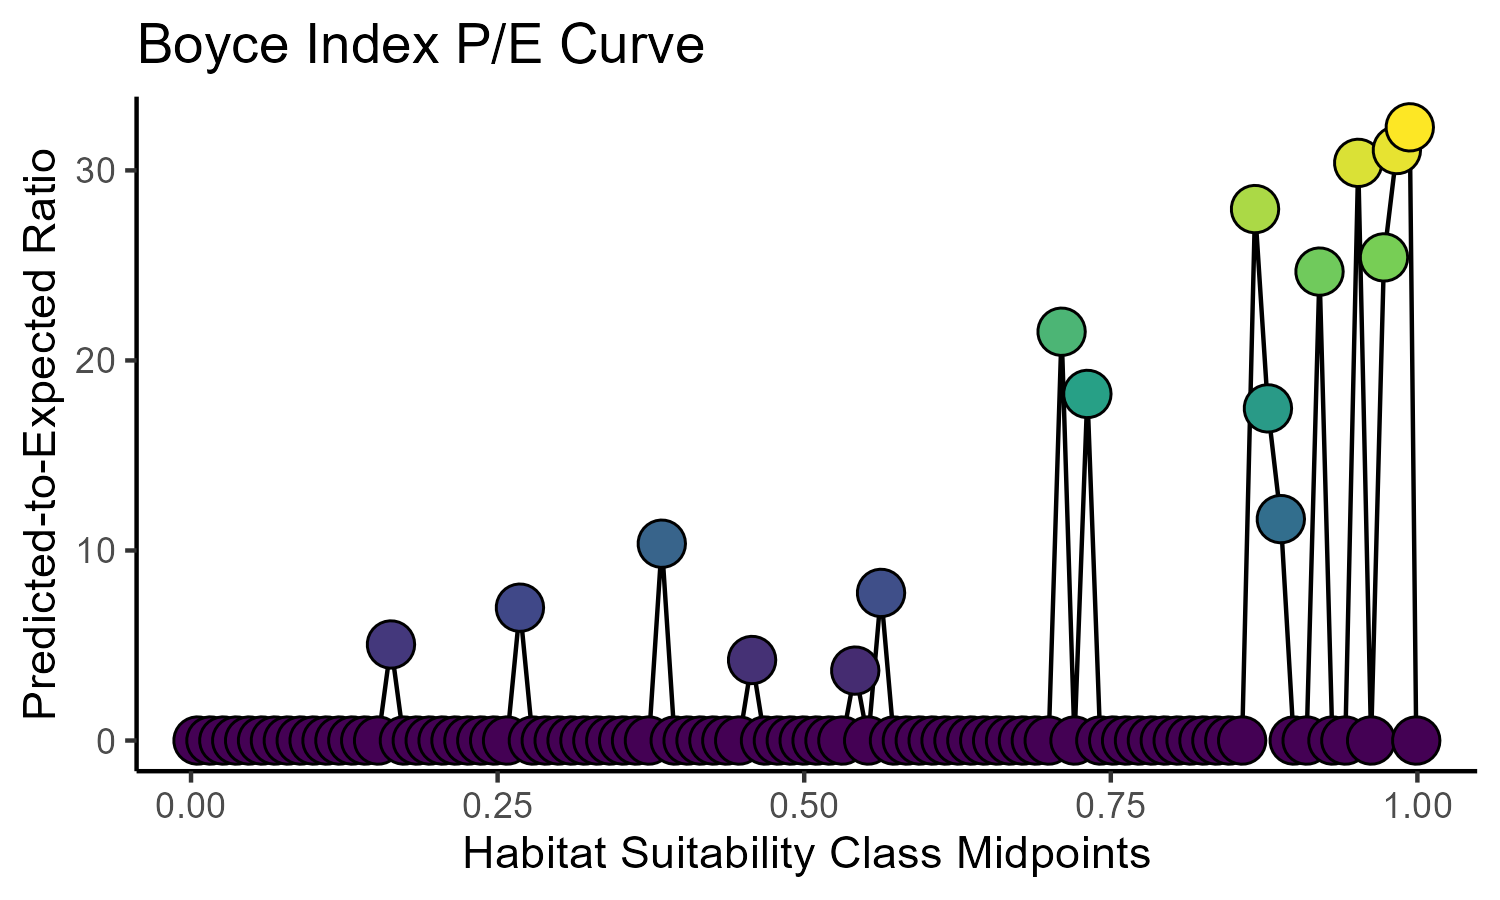 Boyce Index P/E Curve
Predicted-to-Expected Ratio
30
20
10
0
0.00 0.25 0.50 0.75 1.00
Habitat Suitability Class Midpoints